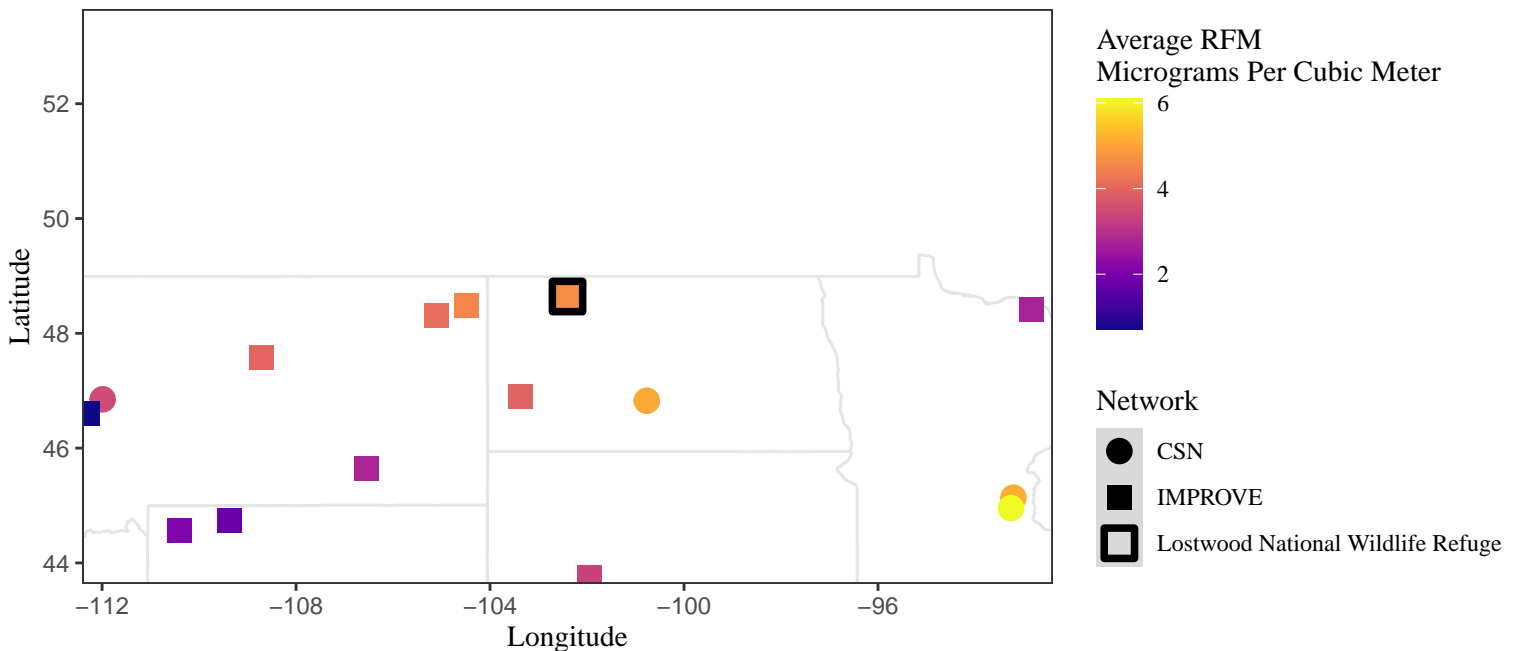 52
50
48
46
44
Latitude
−112
−108
−104
−100
−96
Longitude
Average RFM
Micrograms Per Cubic Meter
6
4
2
Network
CSN
IMPROVE
Lostwood National Wildlife Refuge